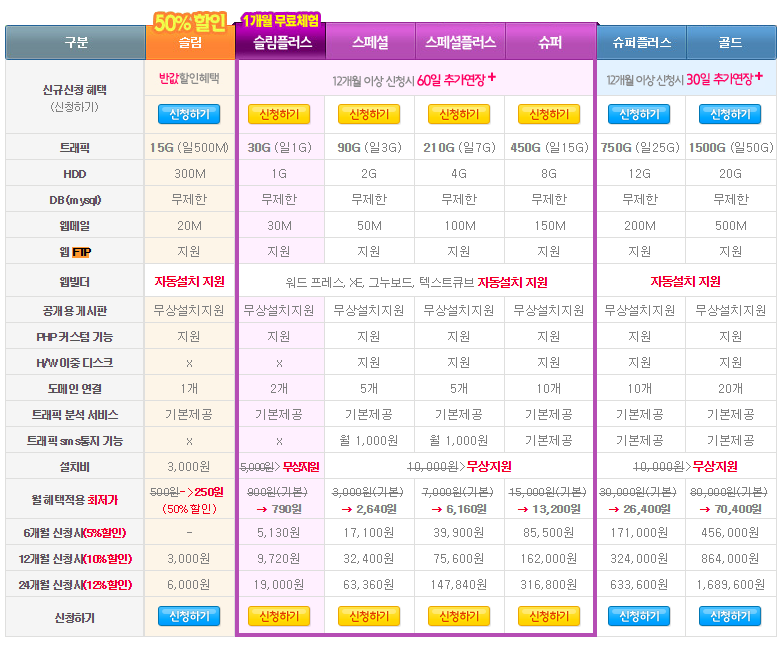 50% 할인 1개월 무료체험
구분 슬림 슬림플러스 스페셜 스페셜플러스 슈퍼 슈퍼플러스 골드
신규신청 혜택 반값할인혜택 12개월 이상 신청시 60일 추가연장+ 12개월 이상 신청시 30일 추가연장+
(신청하기) 신청하기 신청하기 신청하기 신청하기 신청하기 신청하기 신청하기
트래픽 15G (일500M) 30G (일1G) 90G (일3G) 210G (일7G) 450G (일15G) 750G (일25G) 1500G (일50G)
HDD 300M 1G 2G 4G 8G 12G 20G
DB(mysql) 무제한 무제한 무제한 무제한 무제한 무제한 무제한
웹메일 20M 30M 50M 100M 150M 200M 500M
웹 FTP 지원 지원 지원 지원 지원 지원 지원
웹빌더 자동설치 지원 워드 프레스, XE, 그누보드, 텍스트큐브 자동설치 지원 자동설치 지원
공개용게시판 무상설치지원 무상설치지원 무상설치지원 무상설치지원 무상설치지원 무상설치지원 무상설치지원
PHP커스텀 기능 지원 지원 지원 지원 지원 지원 지원
H/W이중 디스크 x x 지원 지원 지원 지원 지원
도메인 연결 1개 2개 5개 5개 10개 10개 20개
트래픽 분석 서비스 기본제공 기본제공 기본제공 기본제공 기본제공 기본제공 기본제공
트래픽 sms통지 기능 x x 월 1,000원 월 1,000원 기본제공 기본제공 기본제공
설치비 3,000원 5,000원> 무상지원 10,000원>무상지원 10,000원>무상지원
월 혜택적용 최저가 500원->250원 900원(기본) 3,000원(기본) 7,000원(기본) 15,000원(기본) 30,000원(기본) 80,000원(기본)
(50%할인) → 790원 → 2,640원 → 6,160원 → 13,200원 → 26,400원 → 70,400원
6개월 신청시(5%할인) - 5,130원 17,100원 39,900원 85,500원 171,000원 456,000원
12개월 신청시(10%할인) 3,000원 9,720원 32,400원 75,600원 162,000원 324,000원 864,000원
24개월 신청시(12%할인) 6,000원 19,000원 63,360원 147,840원 316,800원 633,600원 1,689,600원
신청하기 신청하기 신청하기 신청하기 신청하기 신청하기 신청하기 신청하기